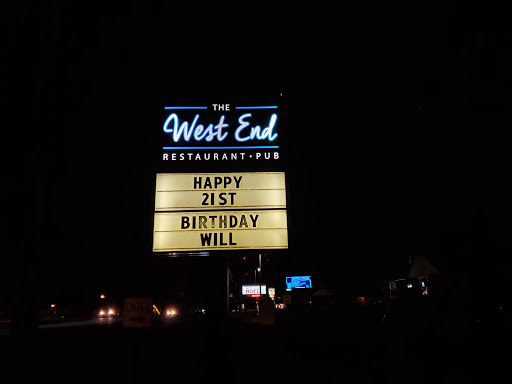 THE
West End
RESTAURANT • PUB
HAPPY
21ST
BIRTHDAY
WILL